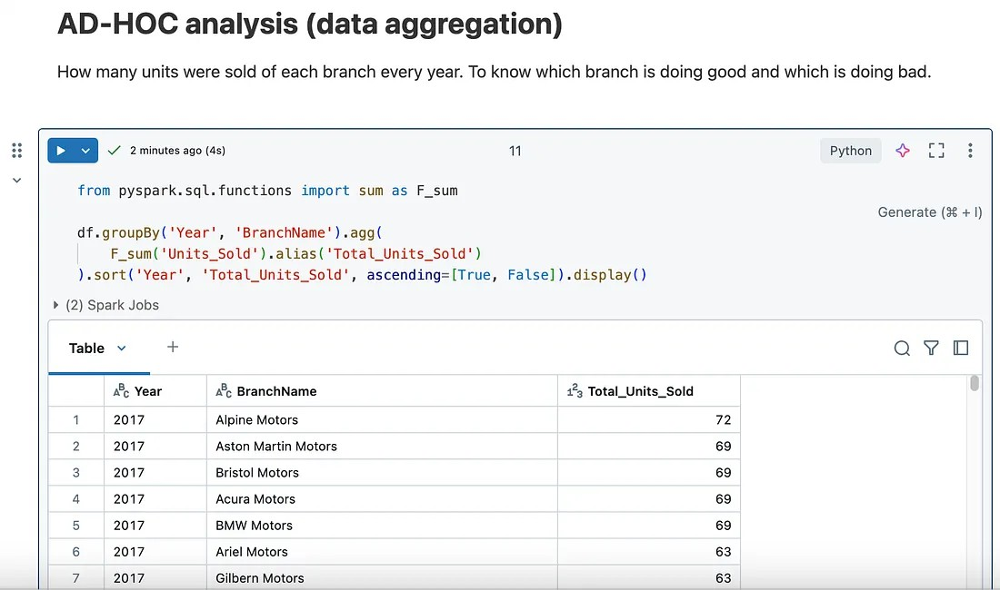 AD-HOC analysis (data aggregation)
How many units were sold of each branch every year. To know which branch is doing good and which is doing bad.
2 minutes ago (4s)
11
Python
from pyspark.sql.functions import sum as F_sum
Generate (⌘ + I)
df.groupBy('Year', 'BranchName').agg(
F_sum('Units_Sold').alias('Total_Units_Sold')
).sort('Year', 'Total_Units_Sold', ascending=[True, False]).display()
(2) Spark Jobs
Table +
ABC Year ABC BranchName 123 Total_Units_Sold
1 2017 Alpine Motors 72
2 2017 Aston Martin Motors 69
3 2017 Bristol Motors 69
4 2017 Acura Motors 69
5 2017 BMW Motors 69
6 2017 Ariel Motors 63
7 2017 Gilbern Motors 63